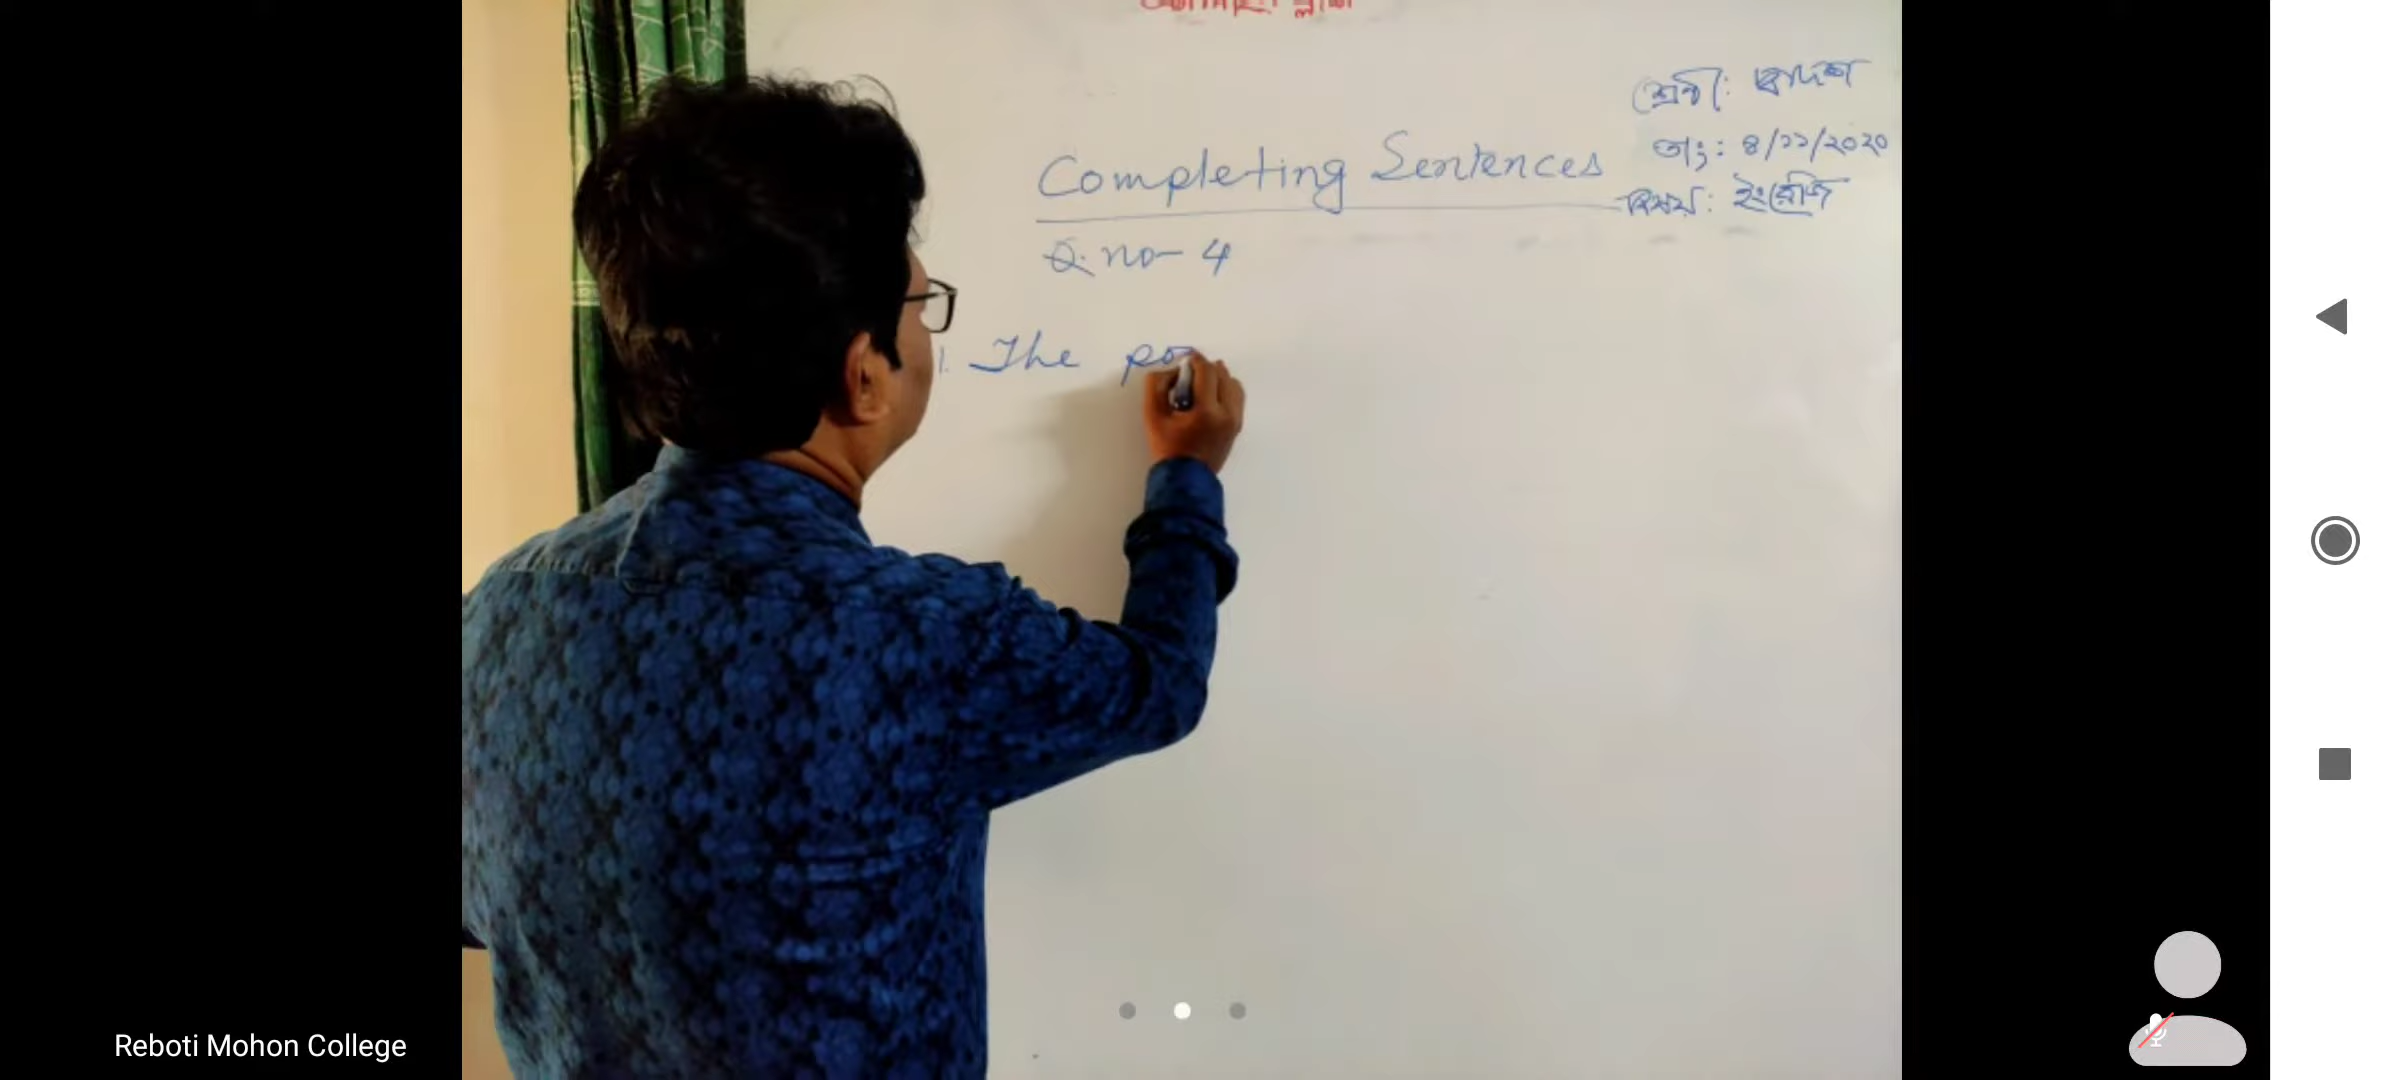 শ্রেণী: দ্বাদশ
তাং: ৪/১১/২০২০
বিষয়: ইংরেজি
Completing Sentences
Q. no- 4
1. The po
Reboti Mohon College